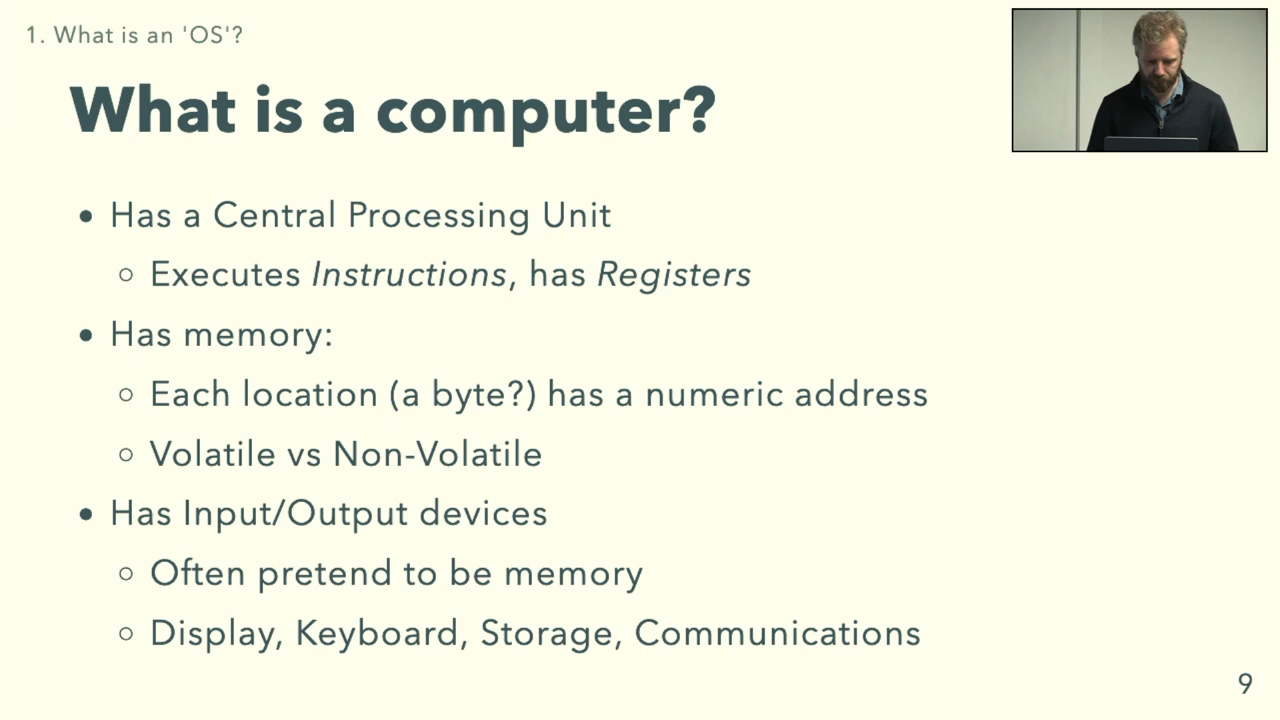 1. What is an 'OS'?
What is a computer?
• Has a Central Processing Unit
○ Executes Instructions, has Registers
• Has memory:
○ Each location (a byte?) has a numeric address
○ Volatile vs Non-Volatile
• Has Input/Output devices
○ Often pretend to be memory
○ Display, Keyboard, Storage, Communications
9